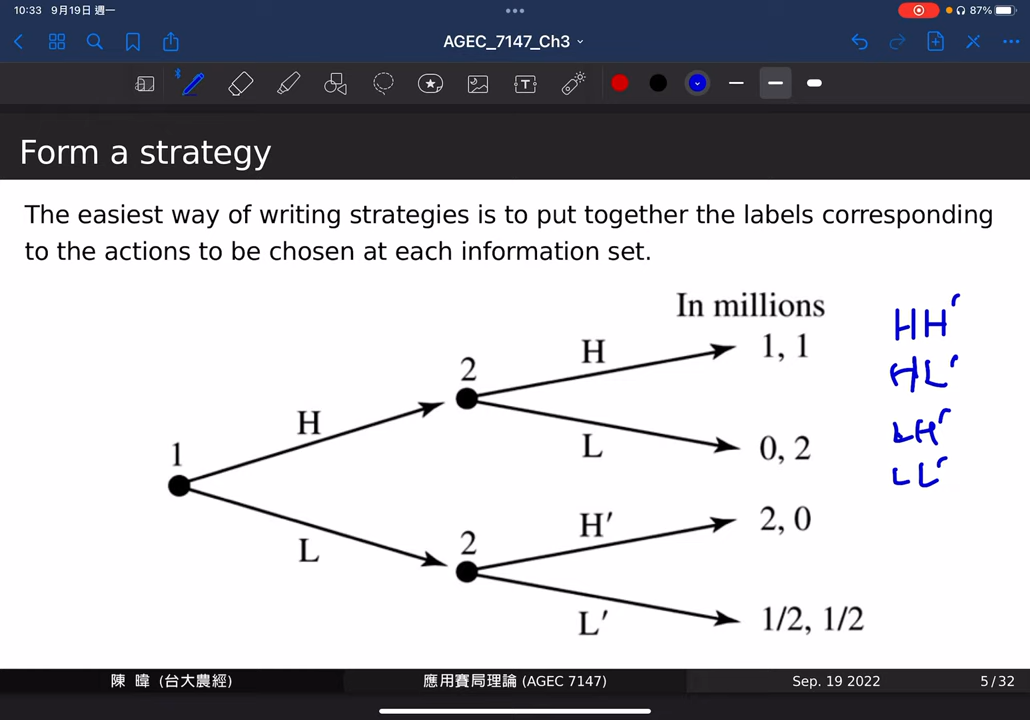 10:33 9月19日 週一
87%
AGEC_7147_Ch3
T
Form a strategy
The easiest way of writing strategies is to put together the labels corresponding
to the actions to be chosen at each information set.
In millions
HH′
HL′
LH′
LL′
1
H
L
2
H
L
1, 1
0, 2
2
H′
L′
2, 0
1/2, 1/2
陳 暐 (台大農經)
應用賽局理論 (AGEC 7147)
Sep. 19 2022
5/32